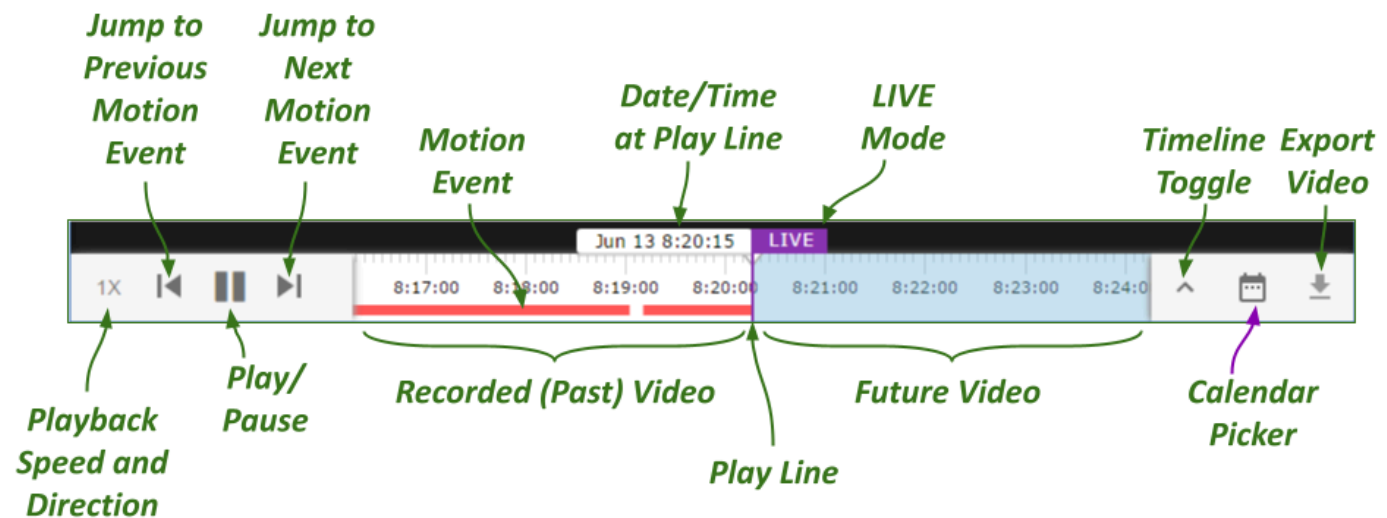 Jump to
Previous
Motion
Event
Jump to
Next
Motion
Event
Motion
Event
Date/Time
at Play Line
LIVE
Mode
Timeline
Toggle
Export
Video
Jun 13 8:20:15
LIVE
1X
8:17:00
8:18:00
8:19:00
8:20:00
8:21:00
8:22:00
8:23:00
8:24:0
Playback
Speed and
Direction
Play/
Pause
Recorded (Past) Video
Play Line
Future Video
Calendar
Picker